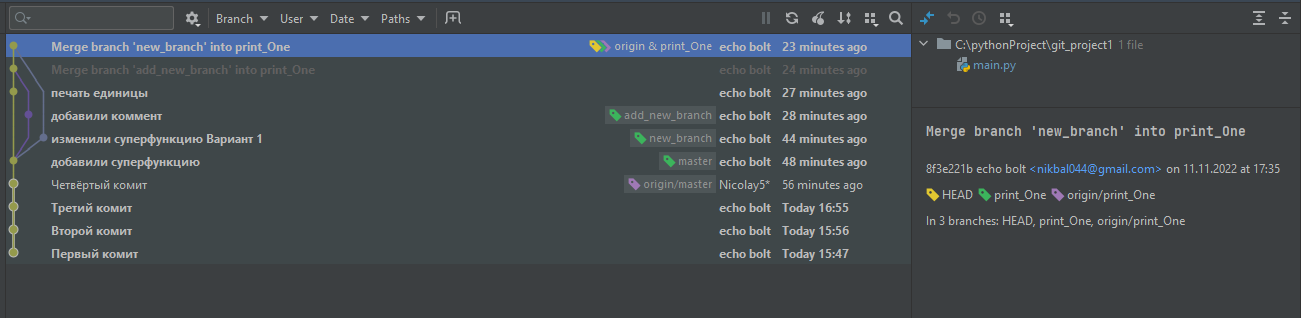 Branch User Date Paths
Merge branch 'new_branch' into print_One origin & print_One echo bolt 23 minutes ago
Merge branch 'add_new_branch' into print_One echo bolt 24 minutes ago
печать единицы echo bolt 27 minutes ago
добавили коммент add_new_branch echo bolt 28 minutes ago
изменили суперфункцию Вариант 1 new_branch echo bolt 44 minutes ago
добавили суперфункцию master echo bolt 48 minutes ago
Четвёртый комит origin/master Nicolay5* 56 minutes ago
Третий комит echo bolt Today 16:55
Второй комит echo bolt Today 15:56
Первый комит echo bolt Today 15:47
C:\pythonProject\git_project1 1 file
main.py
Merge branch 'new_branch' into print_One
8f3e221b echo bolt <nikbal044@gmail.com> on 11.11.2022 at 17:35
HEAD print_One origin/print_One
In 3 branches: HEAD, print_One, origin/print_One